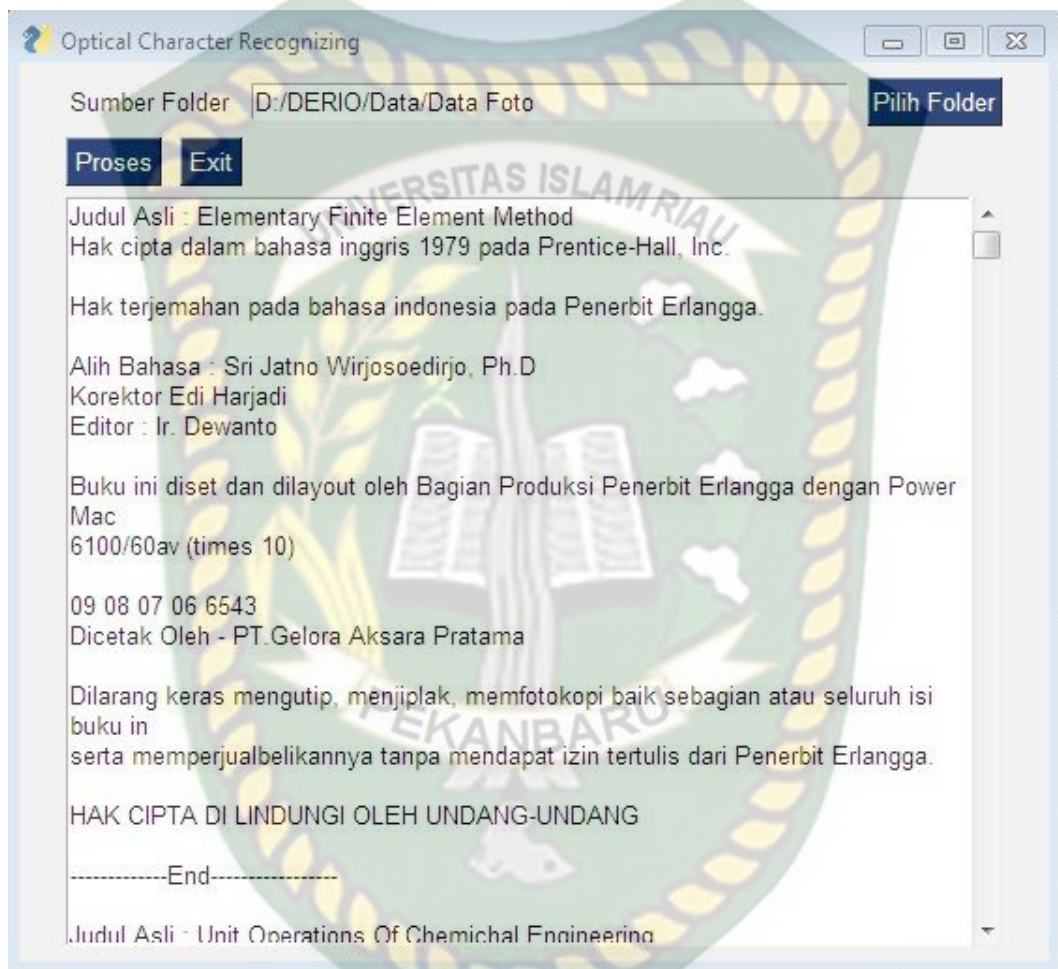 Optical Character Recognizing
Sumber Folder D:/DERIO/Data/Data Foto Pilih Folder
Proses Exit
UNIVERSITAS ISLAM RIAU
Judul Asli : Elementary Finite Element Method
Hak cipta dalam bahasa inggris 1979 pada Prentice-Hall, Inc.
Hak terjemahan pada bahasa indonesia pada Penerbit Erlangga.
Alih Bahasa : Sri Jatno Wirjosoedirjo, Ph.D
Korektor Edi Harjadi
Editor : Ir. Dewanto
Buku ini diset dan dilayout oleh Bagian Produksi Penerbit Erlangga dengan Power
Mac
6100/60av (times 10)
09 08 07 06 6543
Dicetak Oleh - PT.Gelora Aksara Pratama
Dilarang keras mengutip, menjiplak, memfotokopi baik sebagian atau seluruh isi
buku in
PEKANBARU
serta memperjualbelikannya tanpa mendapat izin tertulis dari Penerbit Erlangga.
HAK CIPTA DI LINDUNGI OLEH UNDANG-UNDANG
-------------End-----------------
Judul Asli : Unit Operations Of Chemichal Engineering